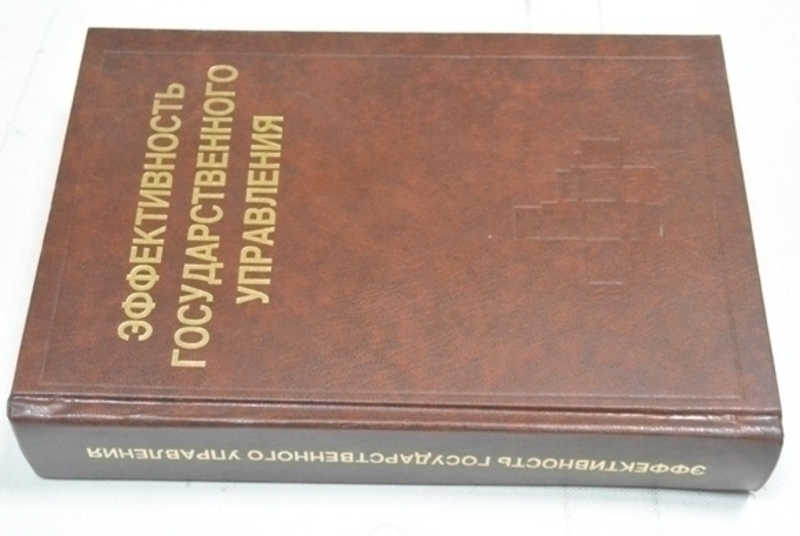 ЭФФЕКТИВНОСТЬ
ГОСУДАРСТВЕННОГО
УПРАВЛЕНИЯ
ЭФФЕКТИВНОСТЬ ГОСУДАРСТВЕННОГО УПРАВЛЕНИЯ